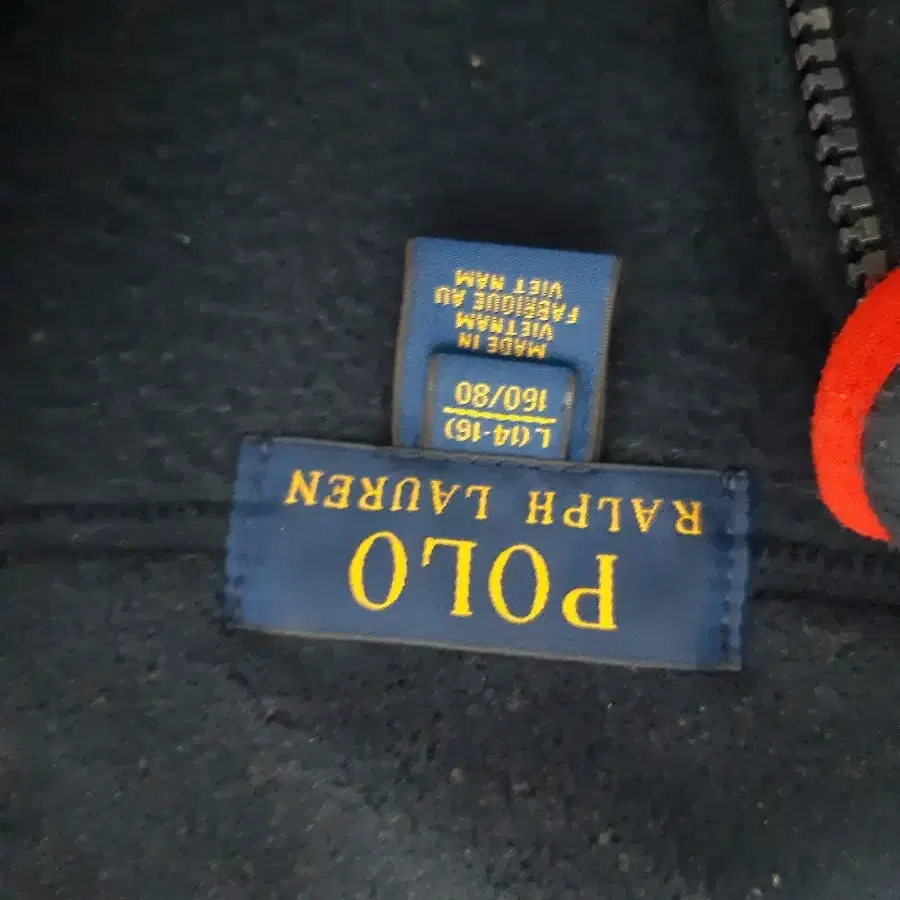 POLO
RALPH LAUREN
L (14-16)
160/80
MADE IN
VIETNAM
FABRIQUE AU
VIET NAM